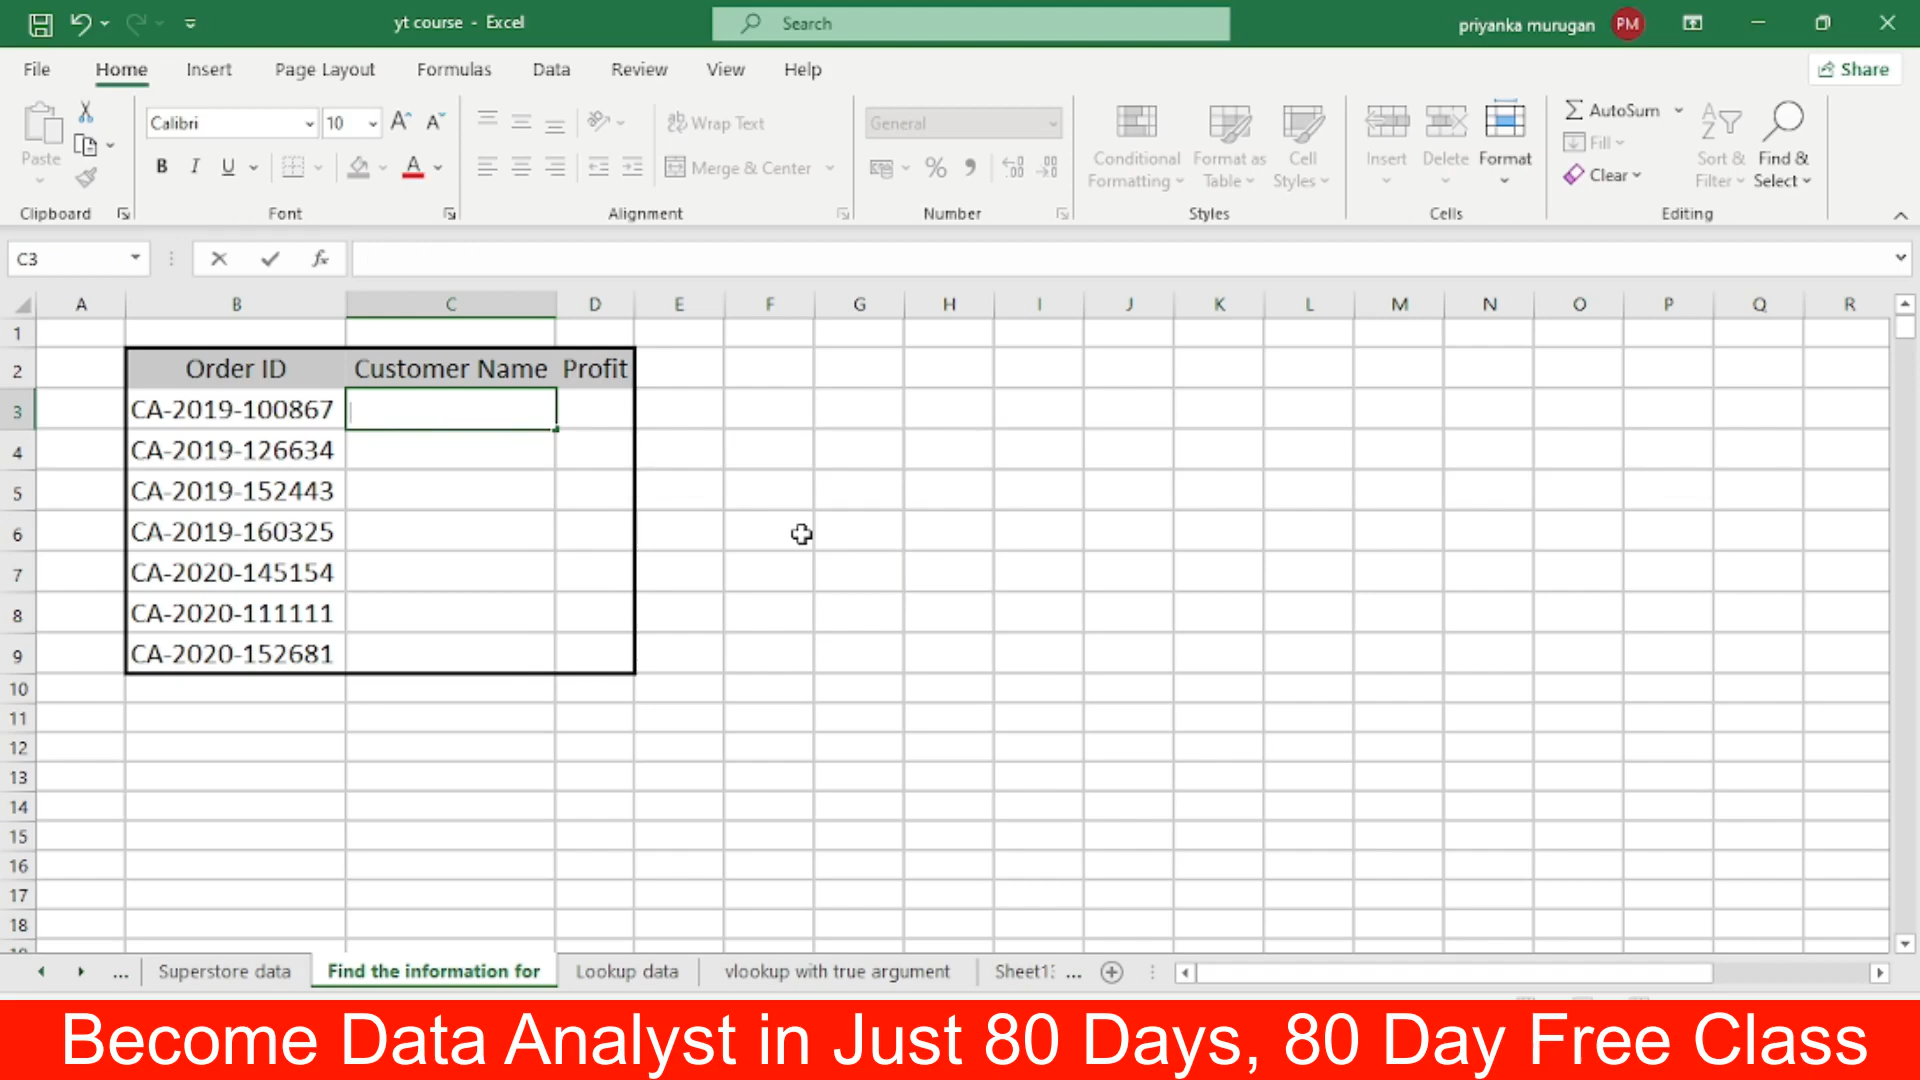 yt course - Excel
Search
priyanka murugan PM
File Home Insert Page Layout Formulas Data Review View Help
Share
Paste
Calibri 10
B I U
Wrap Text
Merge & Center
General
Conditional Formatting
Format as Table
Cell Styles
Insert Delete Format
AutoSum
Fill
Clear
Sort & Filter
Find & Select
Clipboard Font Alignment Number Styles Cells Editing
C3 fx
A B C D E F G H I J K L M N O P Q R
1
2 Order ID Customer Name Profit
3 CA-2019-100867
4 CA-2019-126634
5 CA-2019-152443
6 CA-2019-160325
7 CA-2020-145154
8 CA-2020-111111
9 CA-2020-152681
10
11
12
13
14
15
16
17
18
... Superstore data Find the information for Lookup data vlookup with true argument Sheet1 ...
Become Data Analyst in Just 80 Days, 80 Day Free Class